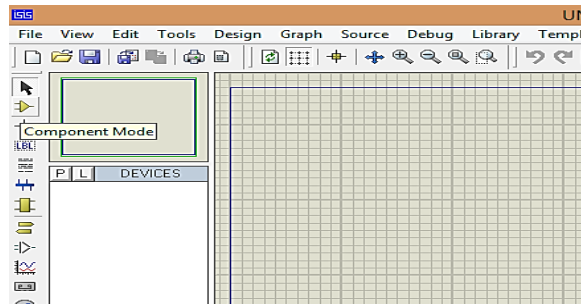 ISIS
UN
File View Edit Tools Design Graph Source Debug Library Templ
Component Mode
LBL
P L DEVICES